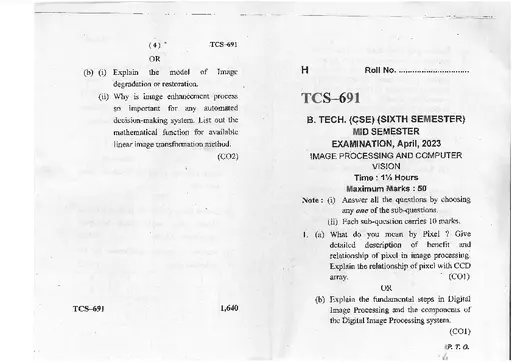 ( 4 )
TCS-691
OR
(b) (i) Explain the model of Image
degradation or restoration.
(ii) Why is image enhancement process
so important for any automated
decision-making system. List out the
mathematical function for available
linear image transformation method.
(CO2)
TCS–691
1,640
H
Roll No. ..............................
TCS–691
B. TECH. (CSE) (SIXTH SEMESTER)
MID SEMESTER
EXAMINATION, April, 2023
IMAGE PROCESSING AND COMPUTER
VISION
Time : 1½ Hours
Maximum Marks : 50
Note : (i) Answer all the questions by choosing
any one of the sub-questions.
(ii) Each sub-question carries 10 marks.
1. (a) What do you mean by Pixel ? Give
detailed description of benefit and
relationship of pixel in image processing.
Explain the relationship of pixel with CCD
array. (CO1)
OR
(b) Explain the fundamental steps in Digital
Image Processing and the components of
the Digital Image Processing system.
(CO1)
P. T. O.